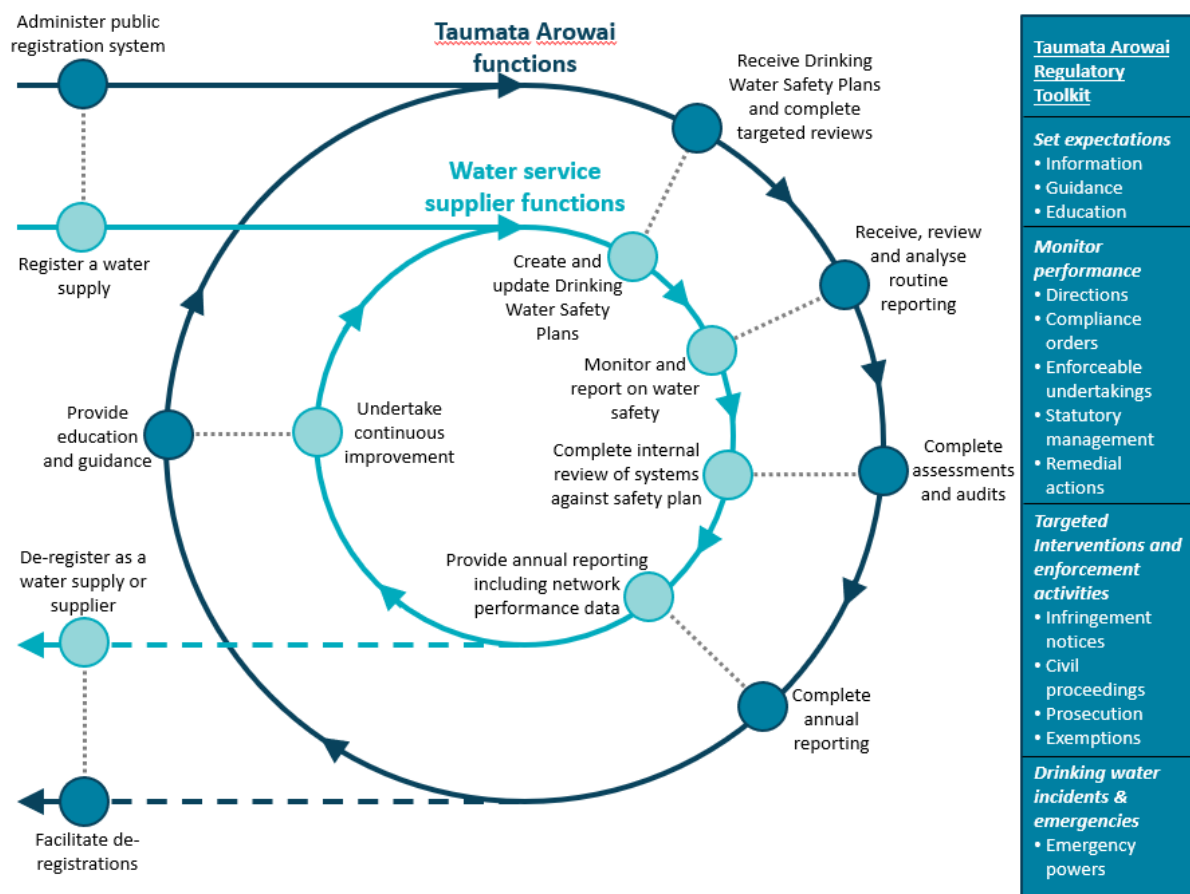 Administer public
registration system
Taumata Arowai
functions
Receive Drinking
Water Safety Plans
and complete
targeted reviews
Water service
supplier functions
Register a water
supply
Create and
update Drinking
Water Safety
Plans
Receive, review
and analyse
routine
reporting
Monitor and
report on water
safety
Provide
education
and guidance
Undertake
continuous
improvement
Complete internal
review of systems
against safety plan
Complete
assessments
and audits
De-register as a
water supply or
supplier
Provide annual reporting
including network
performance data
Complete
annual
reporting
Facilitate de-
registrations
Taumata Arowai
Regulatory
Toolkit
Set expectations
• Information
• Guidance
• Education
Monitor
performance
• Directions
• Compliance
orders
• Enforceable
undertakings
• Statutory
management
• Remedial
actions
Targeted
Interventions and
enforcement
activities
• Infringement
notices
• Civil
proceedings
• Prosecution
• Exemptions
Drinking water
incidents &
emergencies
• Emergency
powers